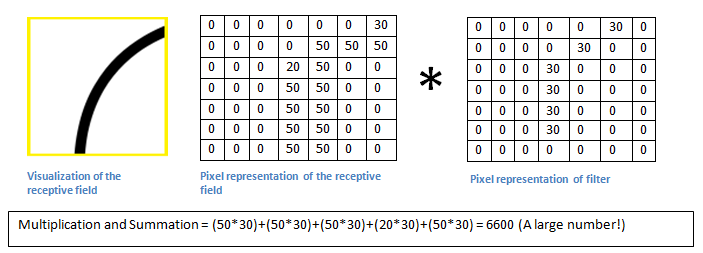 0 0 0 0 0 0 30
0 0 0 0 50 50 50
0 0 0 20 50 0 0
0 0 0 50 50 0 0
0 0 0 50 50 0 0
0 0 0 50 50 0 0
0 0 0 50 50 0 0
*
0 0 0 0 0 30 0
0 0 0 0 30 0 0
0 0 0 30 0 0 0
0 0 0 30 0 0 0
0 0 0 30 0 0 0
0 0 0 30 0 0 0
0 0 0 0 0 0 0
Visualization of the
receptive field
Pixel representation of the receptive
field
Pixel representation of filter
Multiplication and Summation = (50*30)+(50*30)+(50*30)+(20*30)+(50*30) = 6600 (A large number!)